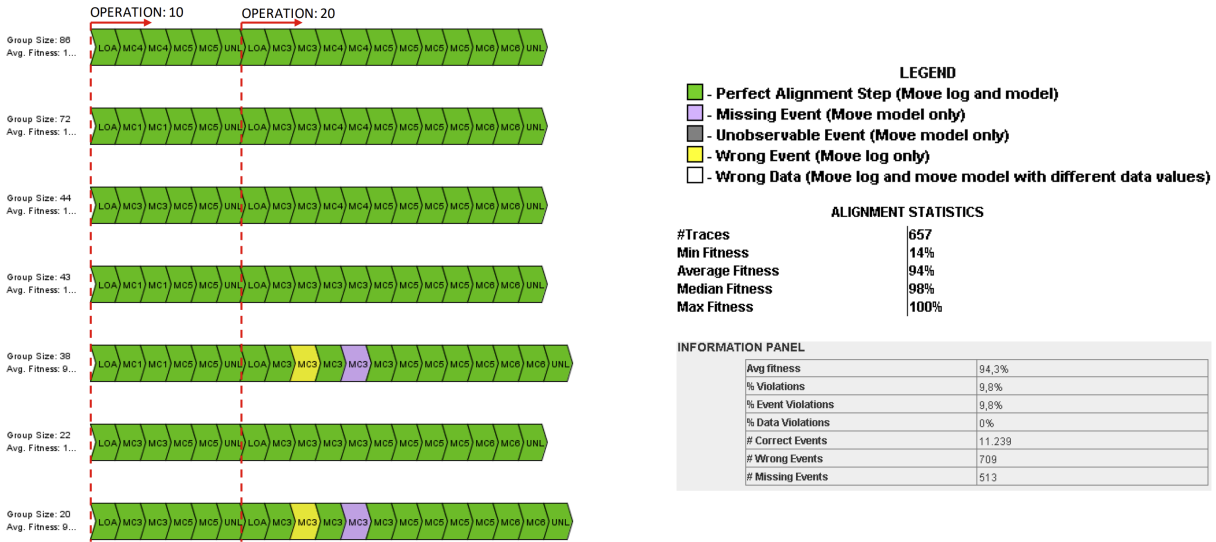 OPERATION: 10 OPERATION: 20
Group Size: 86
Avg. Fitness: 1...
LOA MC4 MC4 MC5 MC5 UNL LOA MC3 MC3 MC4 MC4 MC5 MC5 MC5 MC5 MC6 MC6 UNL
Group Size: 72
Avg. Fitness: 1...
LOA MC1 MC1 MC5 MC5 UNL LOA MC3 MC3 MC4 MC4 MC5 MC5 MC5 MC5 MC6 MC6 UNL
Group Size: 44
Avg. Fitness: 1...
LOA MC3 MC3 MC5 MC5 UNL LOA MC3 MC3 MC4 MC4 MC5 MC5 MC5 MC5 MC6 MC6 UNL
Group Size: 43
Avg. Fitness: 1...
LOA MC1 MC1 MC5 MC5 UNL LOA MC3 MC3 MC3 MC3 MC5 MC5 MC5 MC5 MC6 MC6 UNL
Group Size: 38
Avg. Fitness: 9...
LOA MC1 MC1 MC5 MC5 UNL LOA MC3 MC3 MC3 MC3 MC3 MC5 MC5 MC5 MC5 MC6 MC6 UNL
Group Size: 22
Avg. Fitness: 1...
LOA MC3 MC3 MC5 MC5 UNL LOA MC3 MC3 MC3 MC3 MC5 MC5 MC5 MC5 MC6 MC6 UNL
Group Size: 20
Avg. Fitness: 9...
LOA MC3 MC3 MC5 MC5 UNL LOA MC3 MC3 MC3 MC3 MC3 MC5 MC5 MC5 MC5 MC6 MC6 UNL
LEGEND
- Perfect Alignment Step (Move log and model)
- Missing Event (Move model only)
- Unobservable Event (Move model only)
- Wrong Event (Move log only)
- Wrong Data (Move log and move model with different data values)
ALIGNMENT STATISTICS
#Traces 657
Min Fitness 14%
Average Fitness 94%
Median Fitness 98%
Max Fitness 100%
INFORMATION PANEL
Avg fitness 94,3%
% Violations 9,8%
% Event Violations 9,8%
% Data Violations 0%
# Correct Events 11.239
# Wrong Events 709
# Missing Events 513